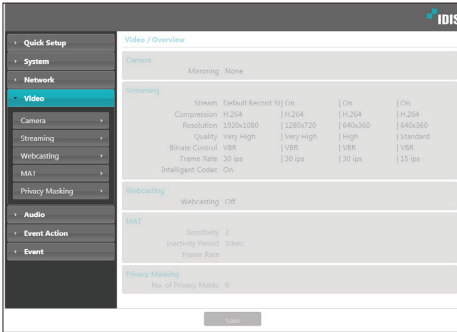 IDIS
Quick Setup
System
Network
Video
Camera
Streaming
Webcasting
MAT
Privacy Masking
Audio
Event Action
Event
Video / Overview
Camera
Mirroring None
Streaming
Stream Default Record St| On | On | On
Compression H.264 | H.264 | H.264 | H.264
Resolution 1920x1080 | 1280x720 | 640x360 | 640x360
Quality Very High | Very High | High | Standard
Bitrate Control VBR | VBR | VBR | VBR
Frame Rate 30 ips | 30 ips | 30 ips | 15 ips
Intelligent Codec On
Webcasting
Webcasting Off
MAT
Sensitivity 3
Inactivity Period 10sec.
Frame Rate
Privacy Masking
No. of Privacy Masks 0
Save